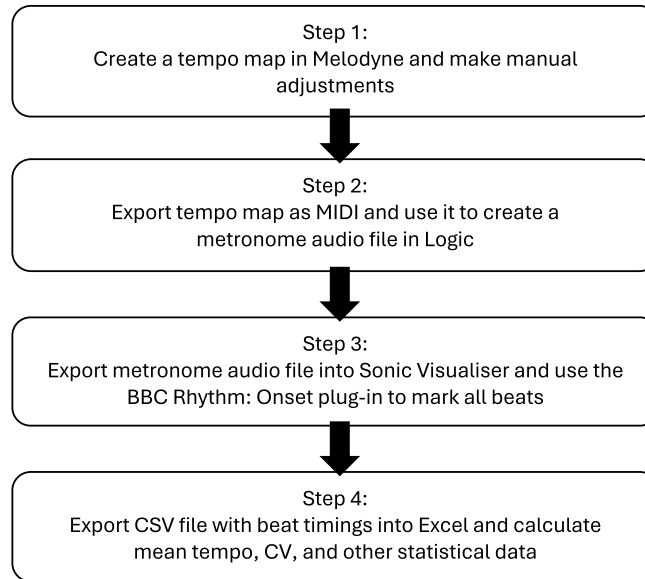 Step 1:
Create a tempo map in Melodyne and make manual
adjustments
Step 2:
Export tempo map as MIDI and use it to create a
metronome audio file in Logic
Step 3:
Export metronome audio file into Sonic Visualiser and use the
BBC Rhythm: Onset plug-in to mark all beats
Step 4:
Export CSV file with beat timings into Excel and calculate
mean tempo, CV, and other statistical data